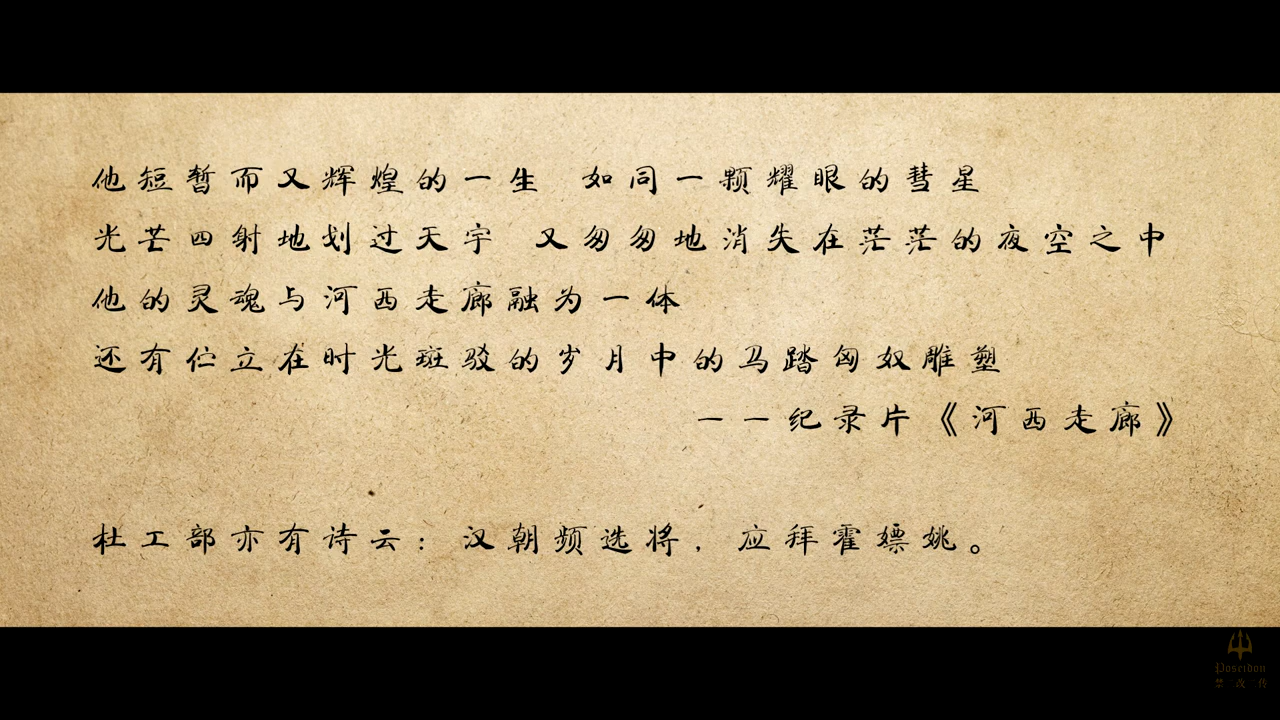 他短暂而又辉煌的一生 如同一颗耀眼的彗星
光芒四射地划过天宇 又匆匆地消失在茫茫的夜空之中
他的灵魂与河西走廊融为一体
还有伫立在时光斑驳的岁月中的马踏匈奴雕塑
——纪录片《河西走廊》
杜工部亦有诗云：汉朝频选将，应拜霍嫖姚。
Poseidon
禁二改二传